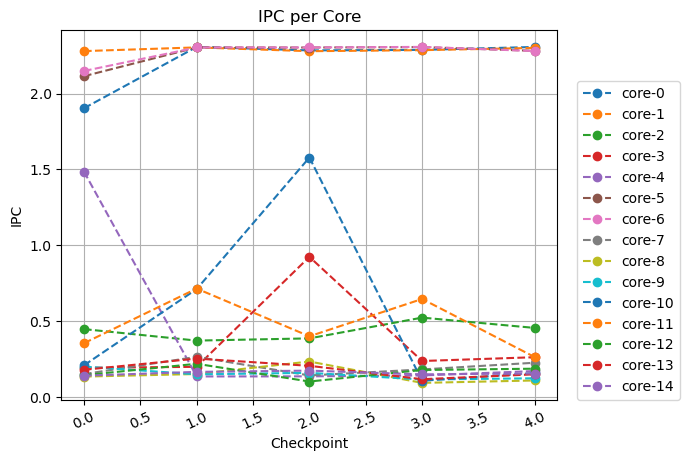 IPC per Core
IPC
2.0
1.5
1.0
0.5
0.0
0.0 0.5 1.0 1.5 2.0 2.5 3.0 3.5 4.0
Checkpoint
core-0
core-1
core-2
core-3
core-4
core-5
core-6
core-7
core-8
core-9
core-10
core-11
core-12
core-13
core-14